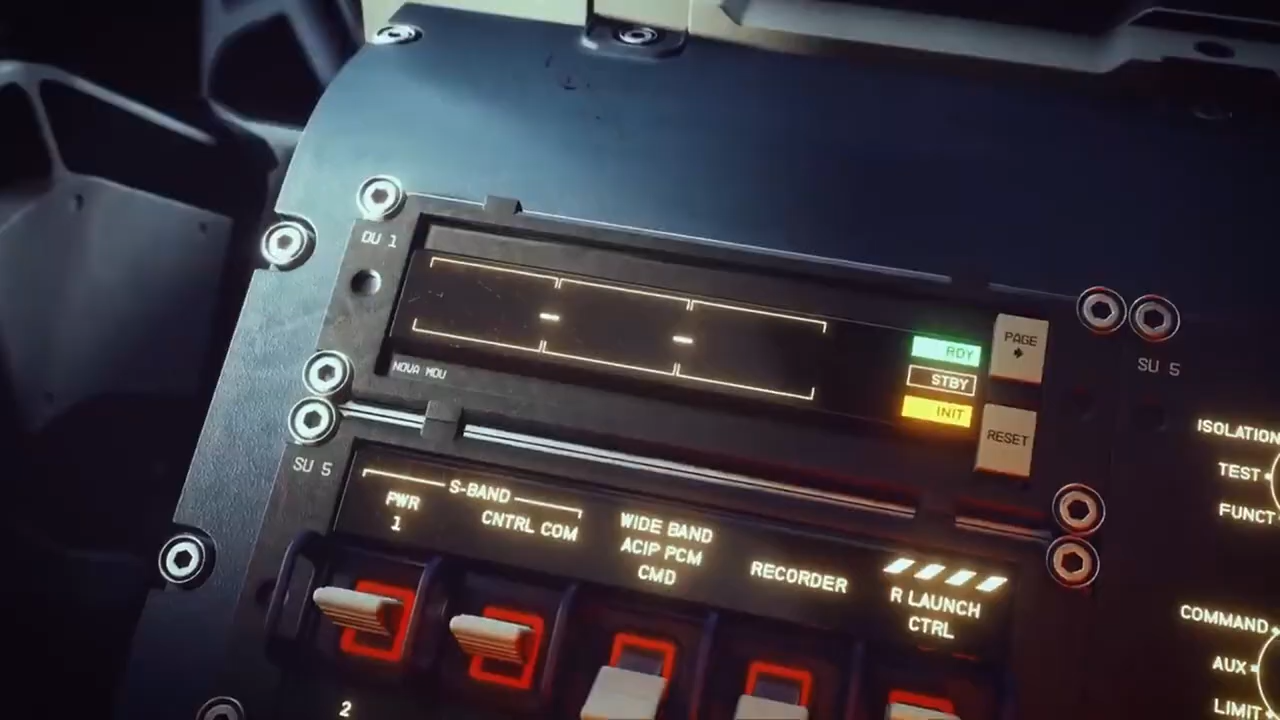 DU 1
RDY
STBY
INIT
PAGE
RESET
NOVA MDU
SU 5
SU 5
S-BAND
PWR
1
CNTRL COM
WIDE BAND
ACIP PCM
CMD
RECORDER
R LAUNCH
CTRL
2
ISOLATION
TEST
FUNCT
COMMAND
AUX
LIMIT